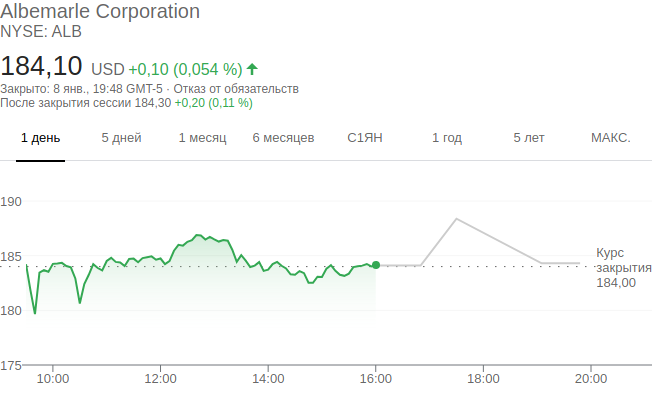 Albemarle Corporation
NYSE: ALB
184,10 USD +0,10 (0,054 %)
Закрыто: 8 янв., 19:48 GMT-5 · Отказ от обязательств
После закрытия сессии 184,30 +0,20 (0,11 %)
1 день 5 дней 1 месяц 6 месяцев С1ЯН 1 год 5 лет МАКС.
190
185
180
175
Курс
закрытия
184,00
10:00 12:00 14:00 16:00 18:00 20:00